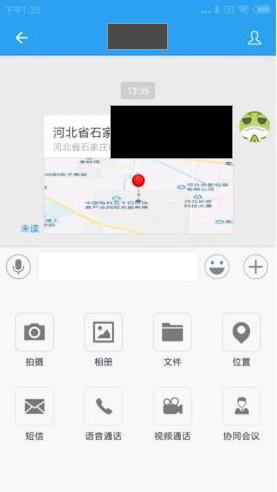 下午1:35
13:35
河北省石家
河北省石家庄
未读
拍摄
相册
文件
位置
短信
语音通话
视频通话
协同会议